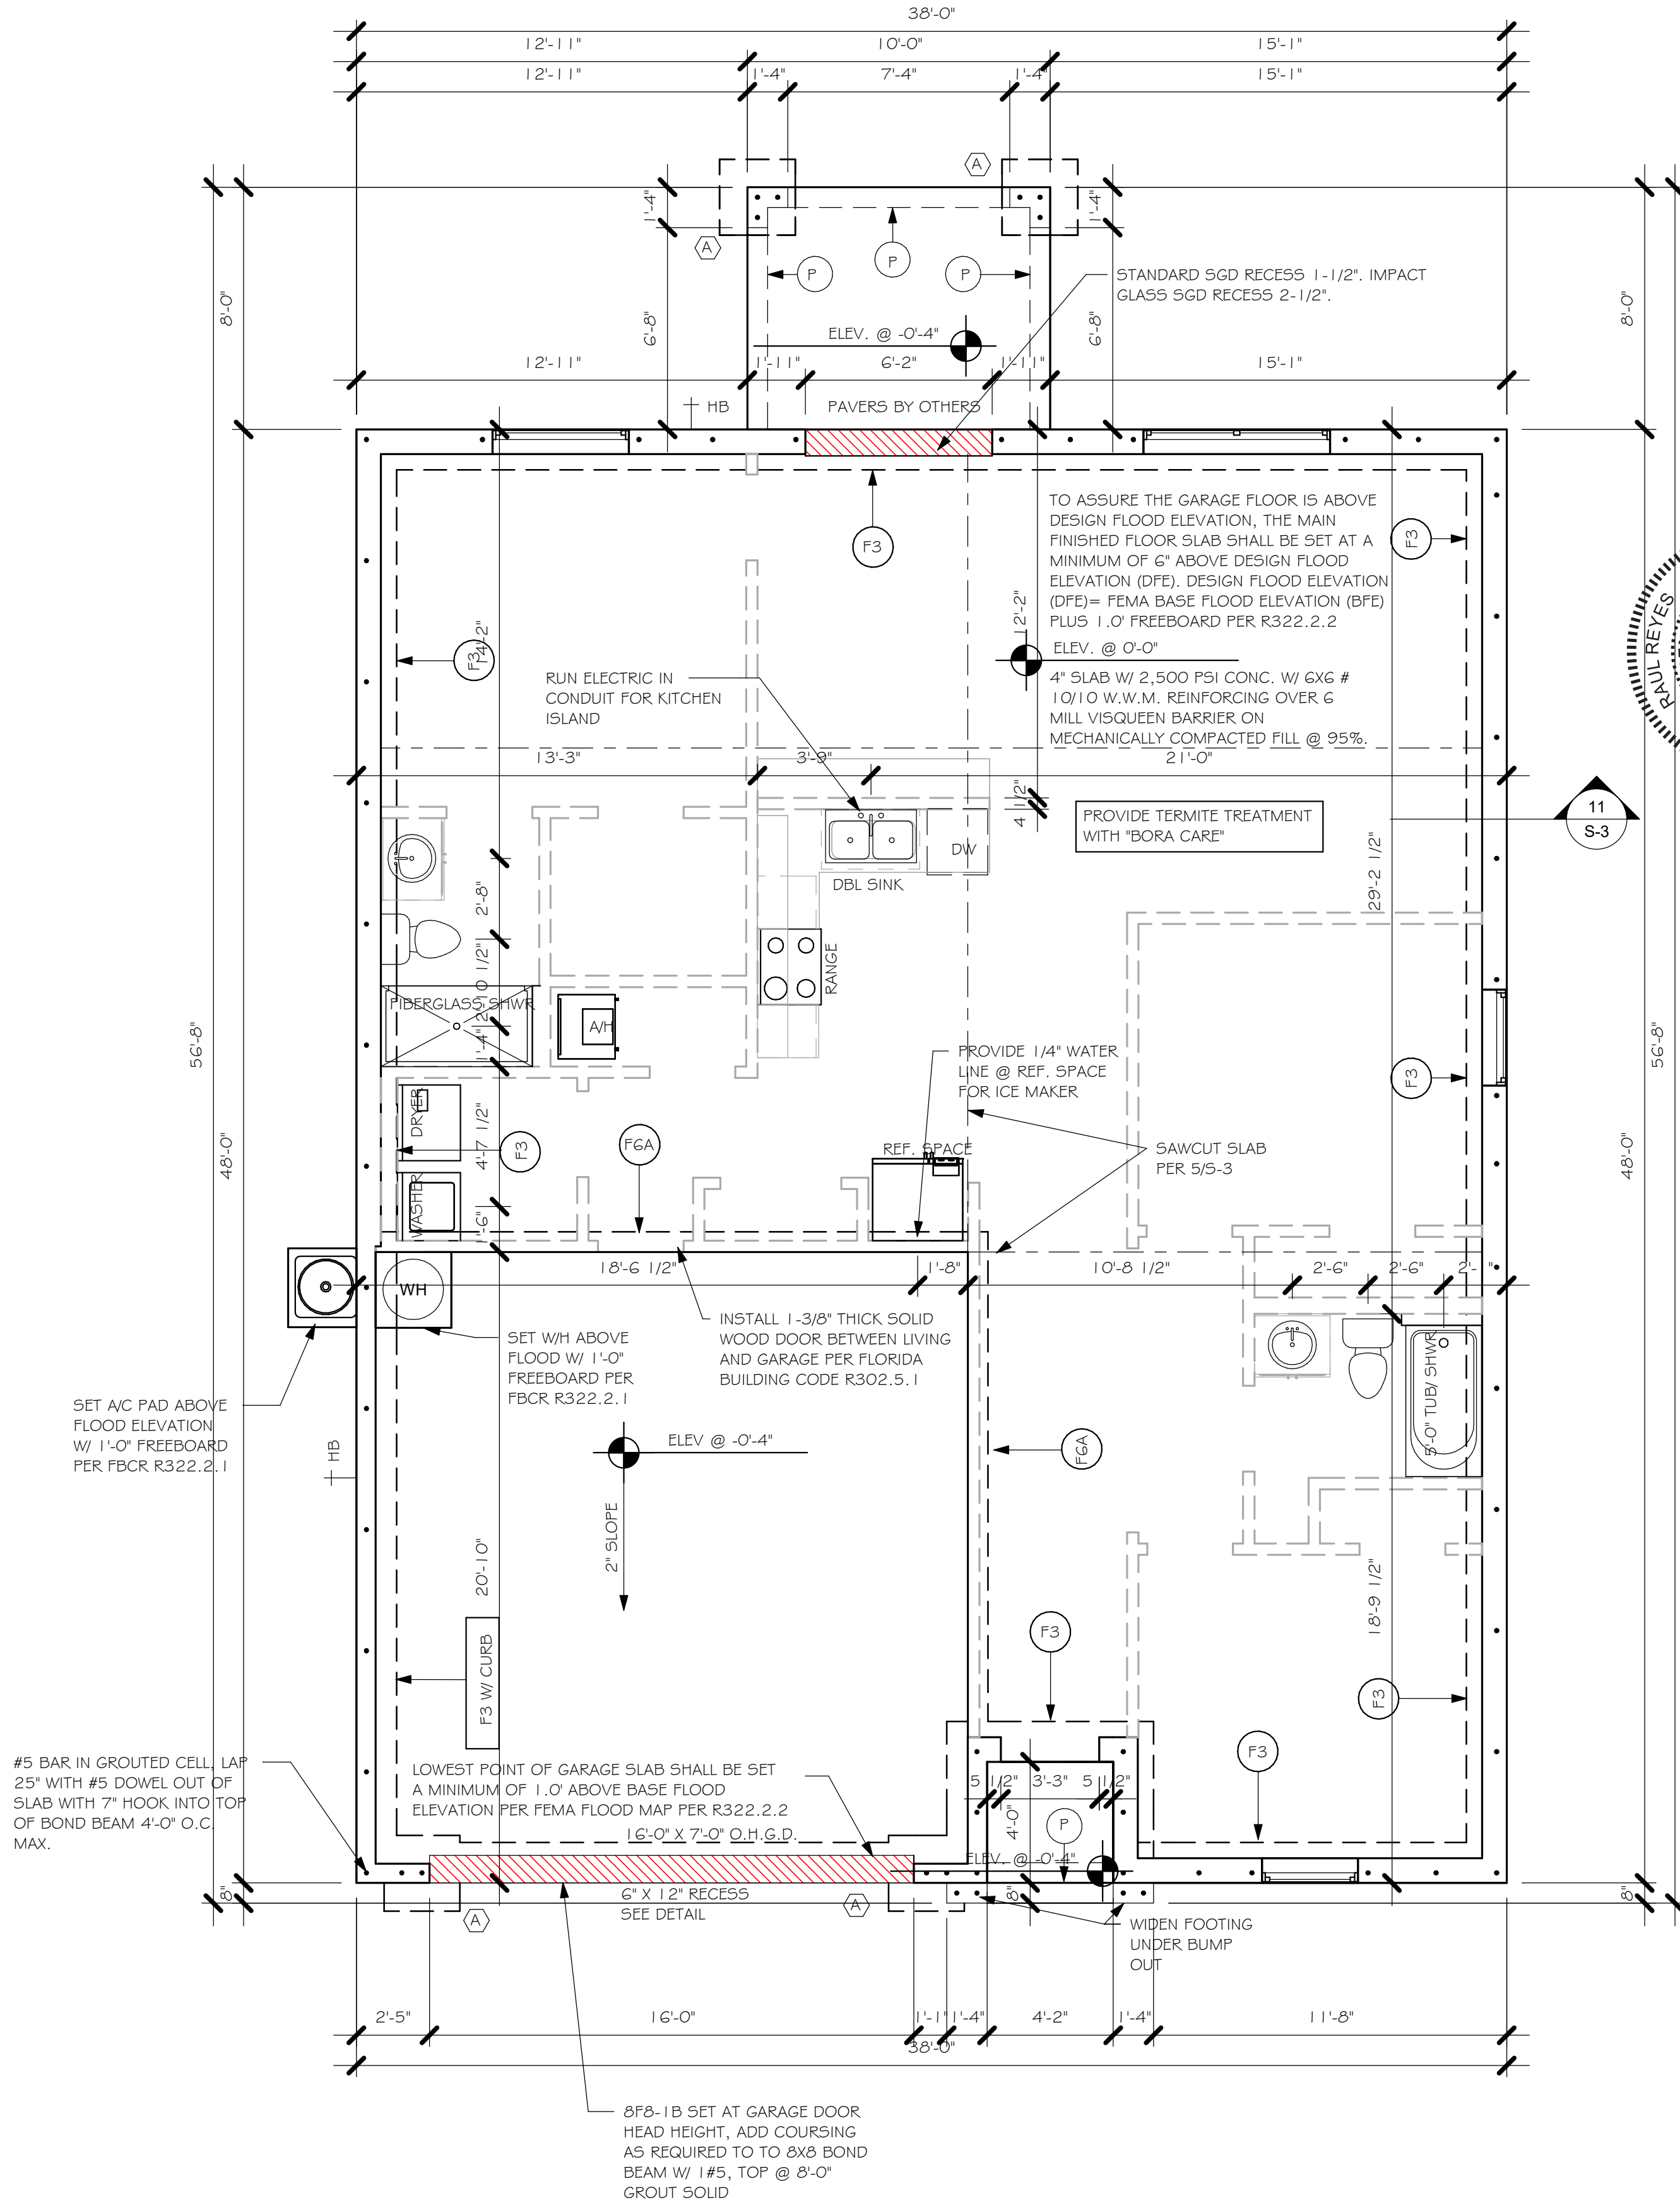 38'-0"
12'-11"
10'-0"
15'-1"
12'-11"
1'-4"
7'-4"
1'-4"
15'-1"
A
A
1'-4"
1'-4"
P
P
P
STANDARD SGD RECESS 1-1/2". IMPACT
GLASS SGD RECESS 2-1/2".
8'-0"
6'-8"
ELEV. @ -0'-4"
6'-8"
8'-0"
12'-11"
1'-11"
6'-2"
1'-11"
15'-1"
HB
PAVERS BY OTHERS
F3
F3
TO ASSURE THE GARAGE FLOOR IS ABOVE
DESIGN FLOOD ELEVATION, THE MAIN
FINISHED FLOOR SLAB SHALL BE SET AT A
MINIMUM OF 6" ABOVE DESIGN FLOOD
ELEVATION (DFE). DESIGN FLOOD ELEVATION
(DFE)= FEMA BASE FLOOD ELEVATION (BFE)
PLUS 1.0' FREEBOARD PER R322.2.2
RAUL REYES
12'-2"
F3
14'-2"
ELEV. @ 0'-0"
RUN ELECTRIC IN
CONDUIT FOR KITCHEN
ISLAND
4" SLAB W/ 2,500 PSI CONC. W/ 6X6 #
10/10 W.W.M. REINFORCING OVER 6
MILL VISQUEEN BARRIER ON
MECHANICALLY COMPACTED FILL @ 95%.
13'-3"
3'-9"
21'-0"
4 1/2"
PROVIDE TERMITE TREATMENT
WITH "BORA CARE"
11
S-3
DW
DBL SINK
29'-2 1/2"
2'-8"
RANGE
2'-10 1/2"
FIBERGLASS SHWR
A/H
1'-4"
56'-8"
56'-8"
PROVIDE 1/4" WATER
LINE @ REF. SPACE
FOR ICE MAKER
F3
DRYER
4'-7 1/2"
F3
F6A
REF. SPACE
SAWCUT SLAB
PER 5/S-3
48'-0"
48'-0"
WASHER
1'-6"
18'-6 1/2"
1'-8"
10'-8 1/2"
2'-6"
2'-6"
WH
INSTALL 1-3/8" THICK SOLID
WOOD DOOR BETWEEN LIVING
AND GARAGE PER FLORIDA
BUILDING CODE R302.5.1
SET W/H ABOVE
FLOOD W/ 1'-0"
FREEBOARD PER
FBCR R322.2.1
5'-0" TUB/ SHWR
SET A/C PAD ABOVE
FLOOD ELEVATION
W/ 1'-0" FREEBOARD
PER FBCR R322.2.1
HB
ELEV @ -0'-4"
F6A
2" SLOPE
20'-10"
18'-9 1/2"
F3 W/ CURB
F3
F3
F3
#5 BAR IN GROUTED CELL, LAP
25" WITH #5 DOWEL OUT OF
SLAB WITH 7" HOOK INTO TOP
OF BOND BEAM 4'-0" O.C.
MAX.
LOWEST POINT OF GARAGE SLAB SHALL BE SET
A MINIMUM OF 1.0' ABOVE BASE FLOOD
ELEVATION PER FEMA FLOOD MAP PER R322.2.2
16'-0" X 7'-0" O.H.G.D.
5 1/2"
3'-3"
5 1/2"
4'-0"
P
ELEV. @ -0'-4"
8"
8"
8"
6" X 12" RECESS
SEE DETAIL
A
A
WIDEN FOOTING
UNDER BUMP
OUT
2'-5"
16'-0"
1'-1"
1'-4"
4'-2"
1'-4"
11'-8"
38'-0"
8F8-1B SET AT GARAGE DOOR
HEAD HEIGHT, ADD COURSING
AS REQUIRED TO TO 8X8 BOND
BEAM W/ 1#5, TOP @ 8'-0"
GROUT SOLID